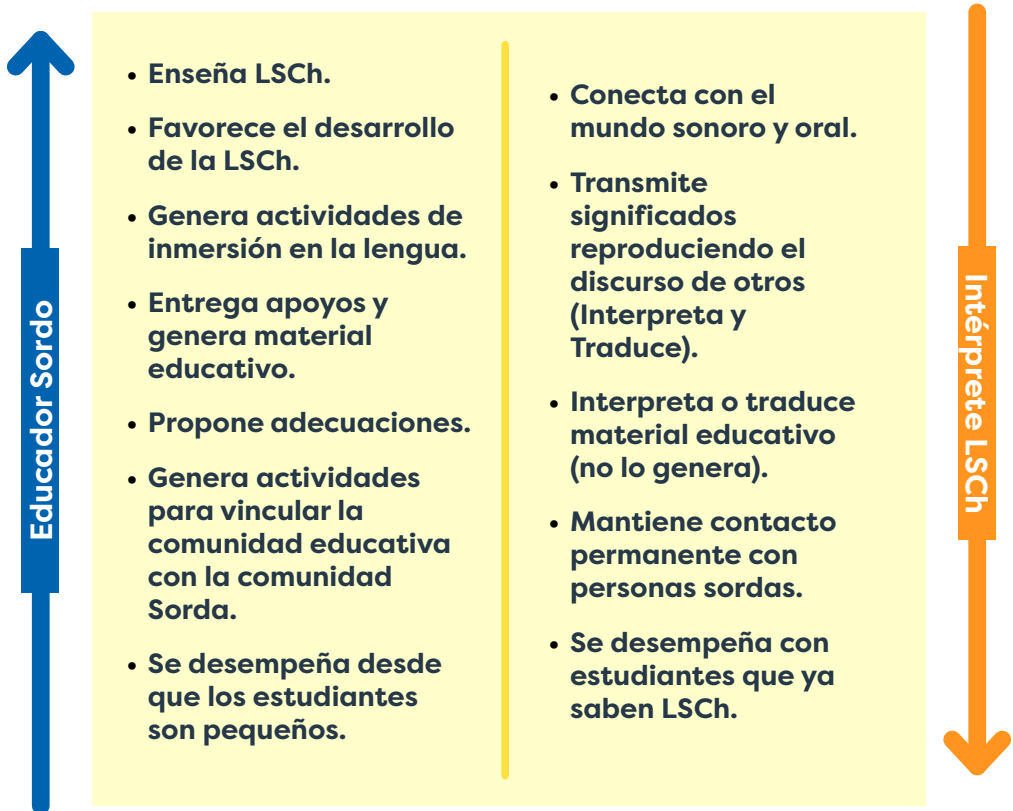 Educador Sordo
• Enseña LSCh.
• Favorece el desarrollo
de la LSCh.
• Genera actividades de
inmersión en la lengua.
• Entrega apoyos y
genera material
educativo.
• Propone adecuaciones.
• Genera actividades
para vincular la
comunidad educativa
con la comunidad
Sorda.
• Se desempeña desde
que los estudiantes
son pequeños.
• Conecta con el
mundo sonoro y oral.
• Transmite
significados
reproduciendo el
discurso de otros
(Interpreta y
Traduce).
• Interpreta o traduce
material educativo
(no lo genera).
• Mantiene contacto
permanente con
personas sordas.
• Se desempeña con
estudiantes que ya
saben LSCh.
Intérprete LSCh